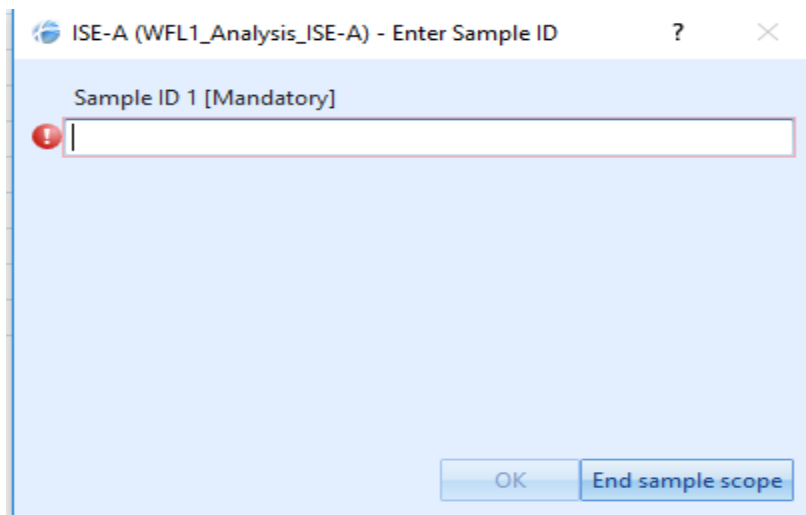 ISE-A (WFL1_Analysis_ISE-A) - Enter Sample ID ?
Sample ID 1 [Mandatory]
OK End sample scope